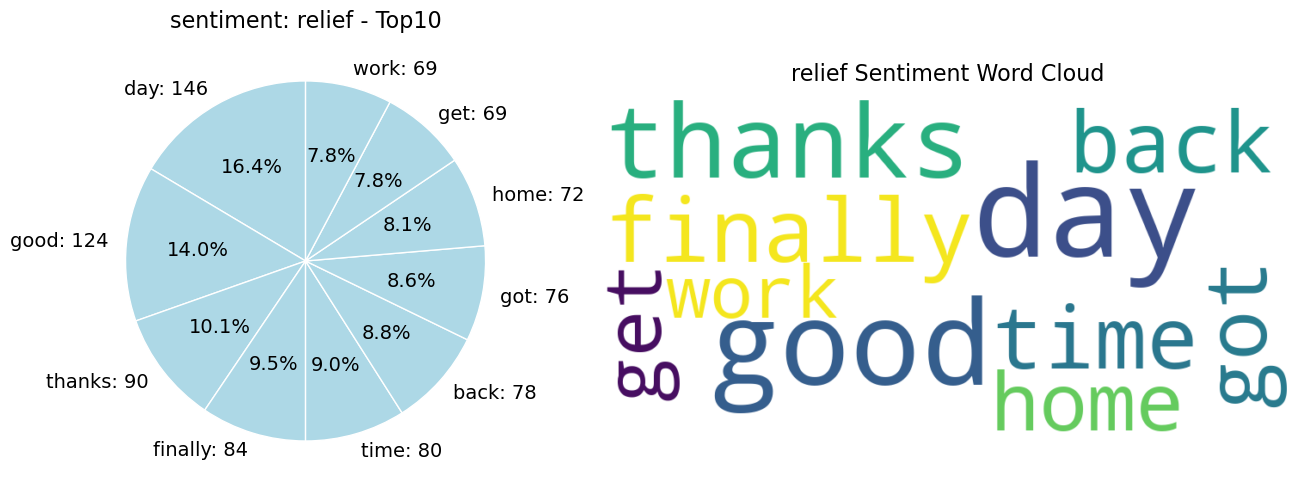 sentiment: relief - Top10
work: 69
day: 146
get: 69
7.8%
16.4%
7.8%
home: 72
8.1%
good: 124
14.0%
8.6%
got: 76
10.1%
8.8%
9.5%
9.0%
thanks: 90
back: 78
finally: 84
time: 80
relief Sentiment Word Cloud
thanks
back
day
finally
work
get
good
time
got
home